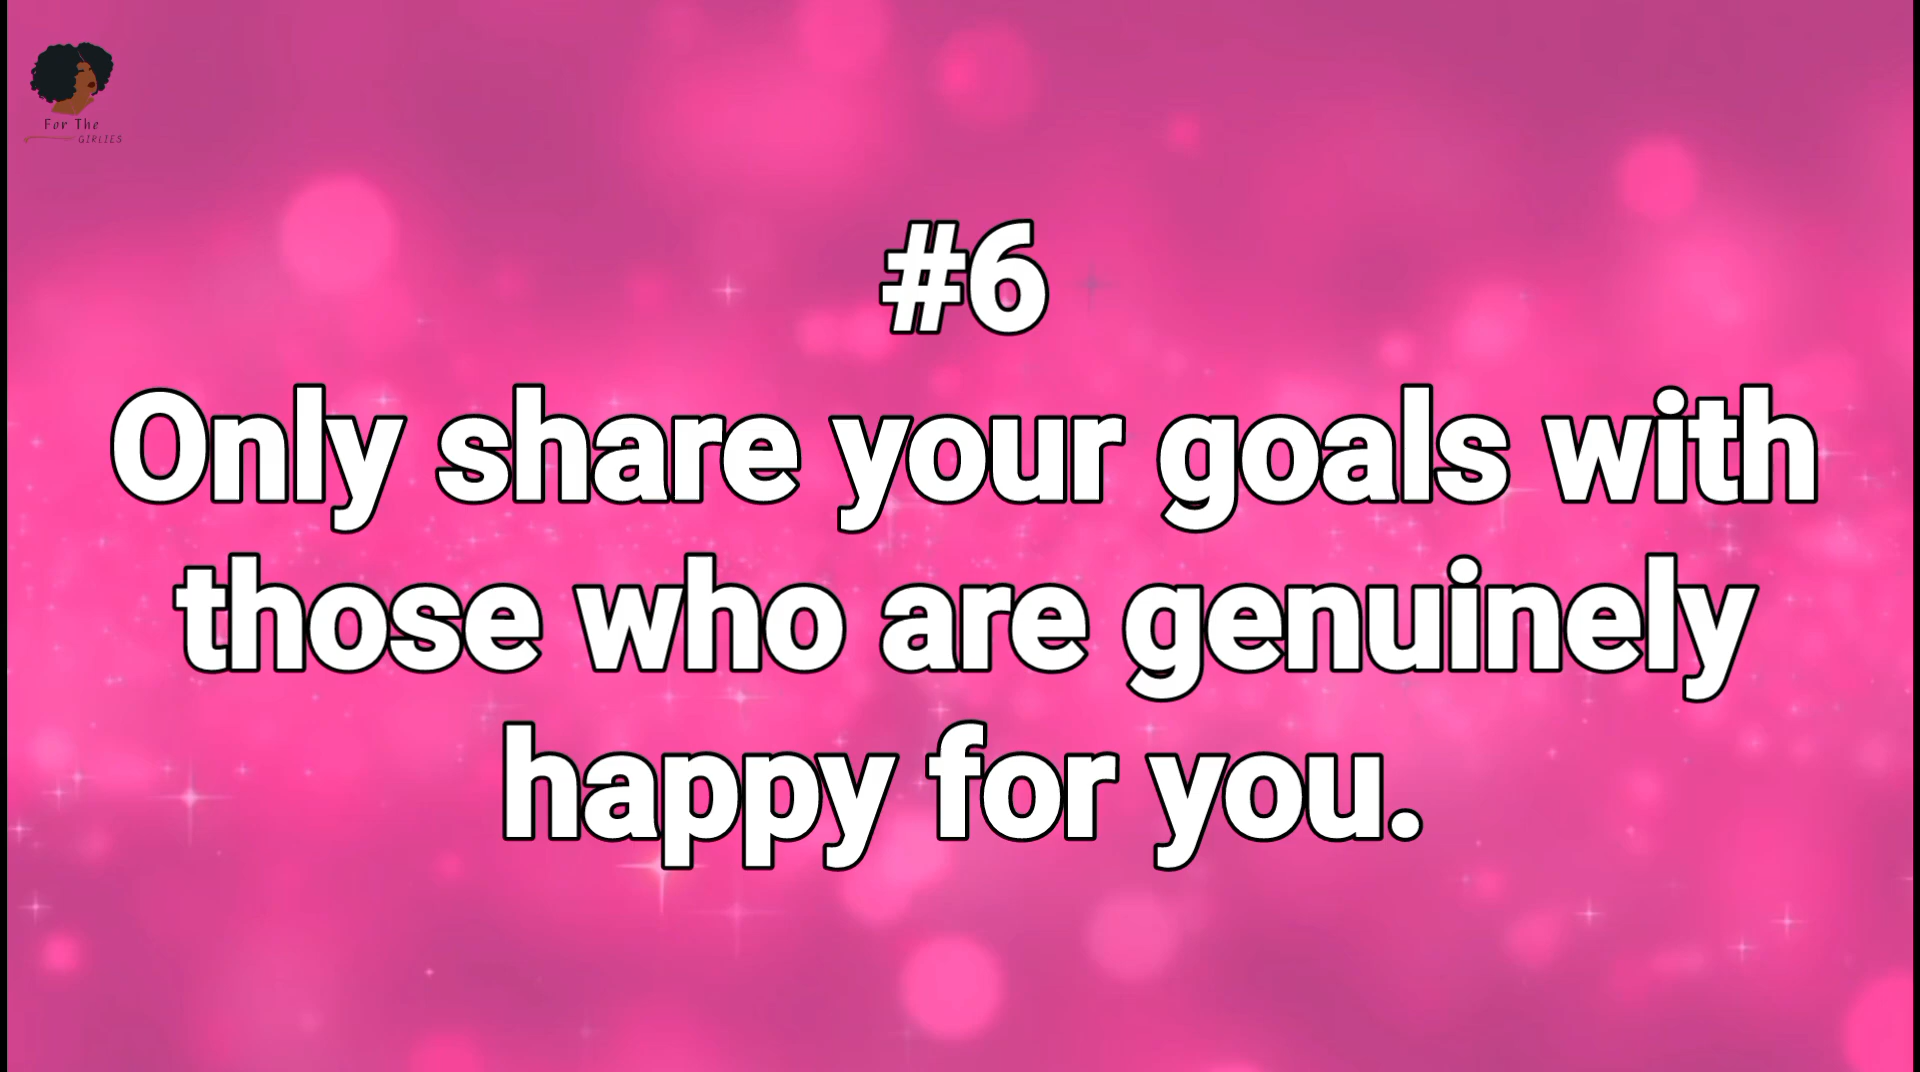 For The
GIRLIES
#6
Only share your goals with
those who are genuinely
happy for you.